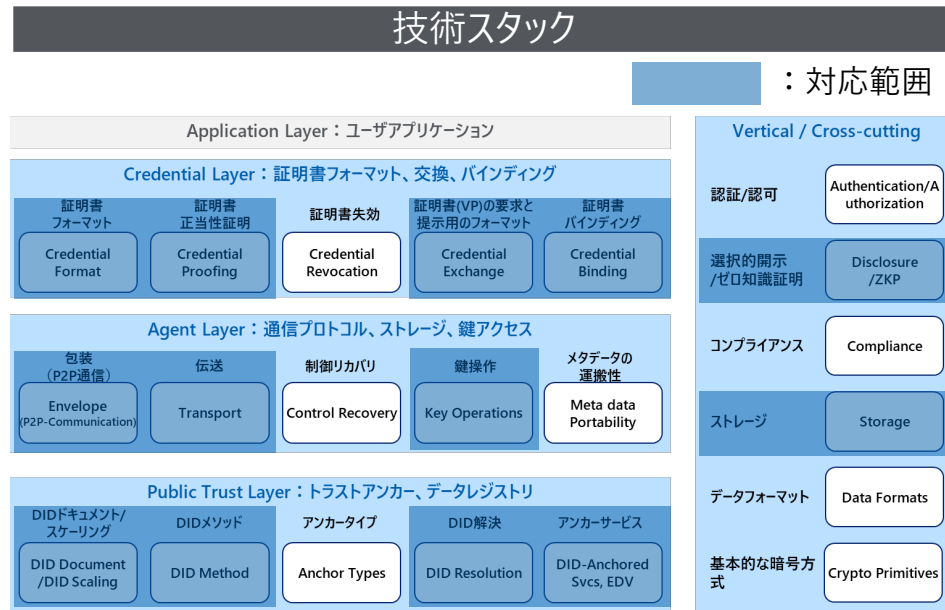 技術スタック
：対応範囲
Application Layer：ユーザアプリケーション
Credential Layer：証明書フォーマット、交換、バインディング
証明書
フォーマット
Credential
Format
証明書
正当性証明
Credential
Proofing
証明書失効
Credential
Revocation
証明書(VP)の要求と
提示用のフォーマット
Credential
Exchange
証明書
バインディング
Credential
Binding
Agent Layer：通信プロトコル、ストレージ、鍵アクセス
包装
（P2P通信）
Envelope
(P2P-Communication)
伝送
Transport
制御リカバリ
Control Recovery
鍵操作
Key Operations
メタデータの
運搬性
Meta data
Portability
Public Trust Layer：トラストアンカー、データレジストリ
DIDドキュメント/
スケーリング
DID Document
/DID Scaling
DIDメソッド
DID Method
アンカータイプ
Anchor Types
DID解決
DID Resolution
アンカーサービス
DID-Anchored
Svcs, EDV
Vertical / Cross-cutting
認証/認可
Authentication/A
uthorization
選択的開示
/ゼロ知識証明
Disclosure
/ZKP
コンプライアンス
Compliance
ストレージ
Storage
データフォーマット
Data Formats
基本的な暗号方
式
Crypto Primitives